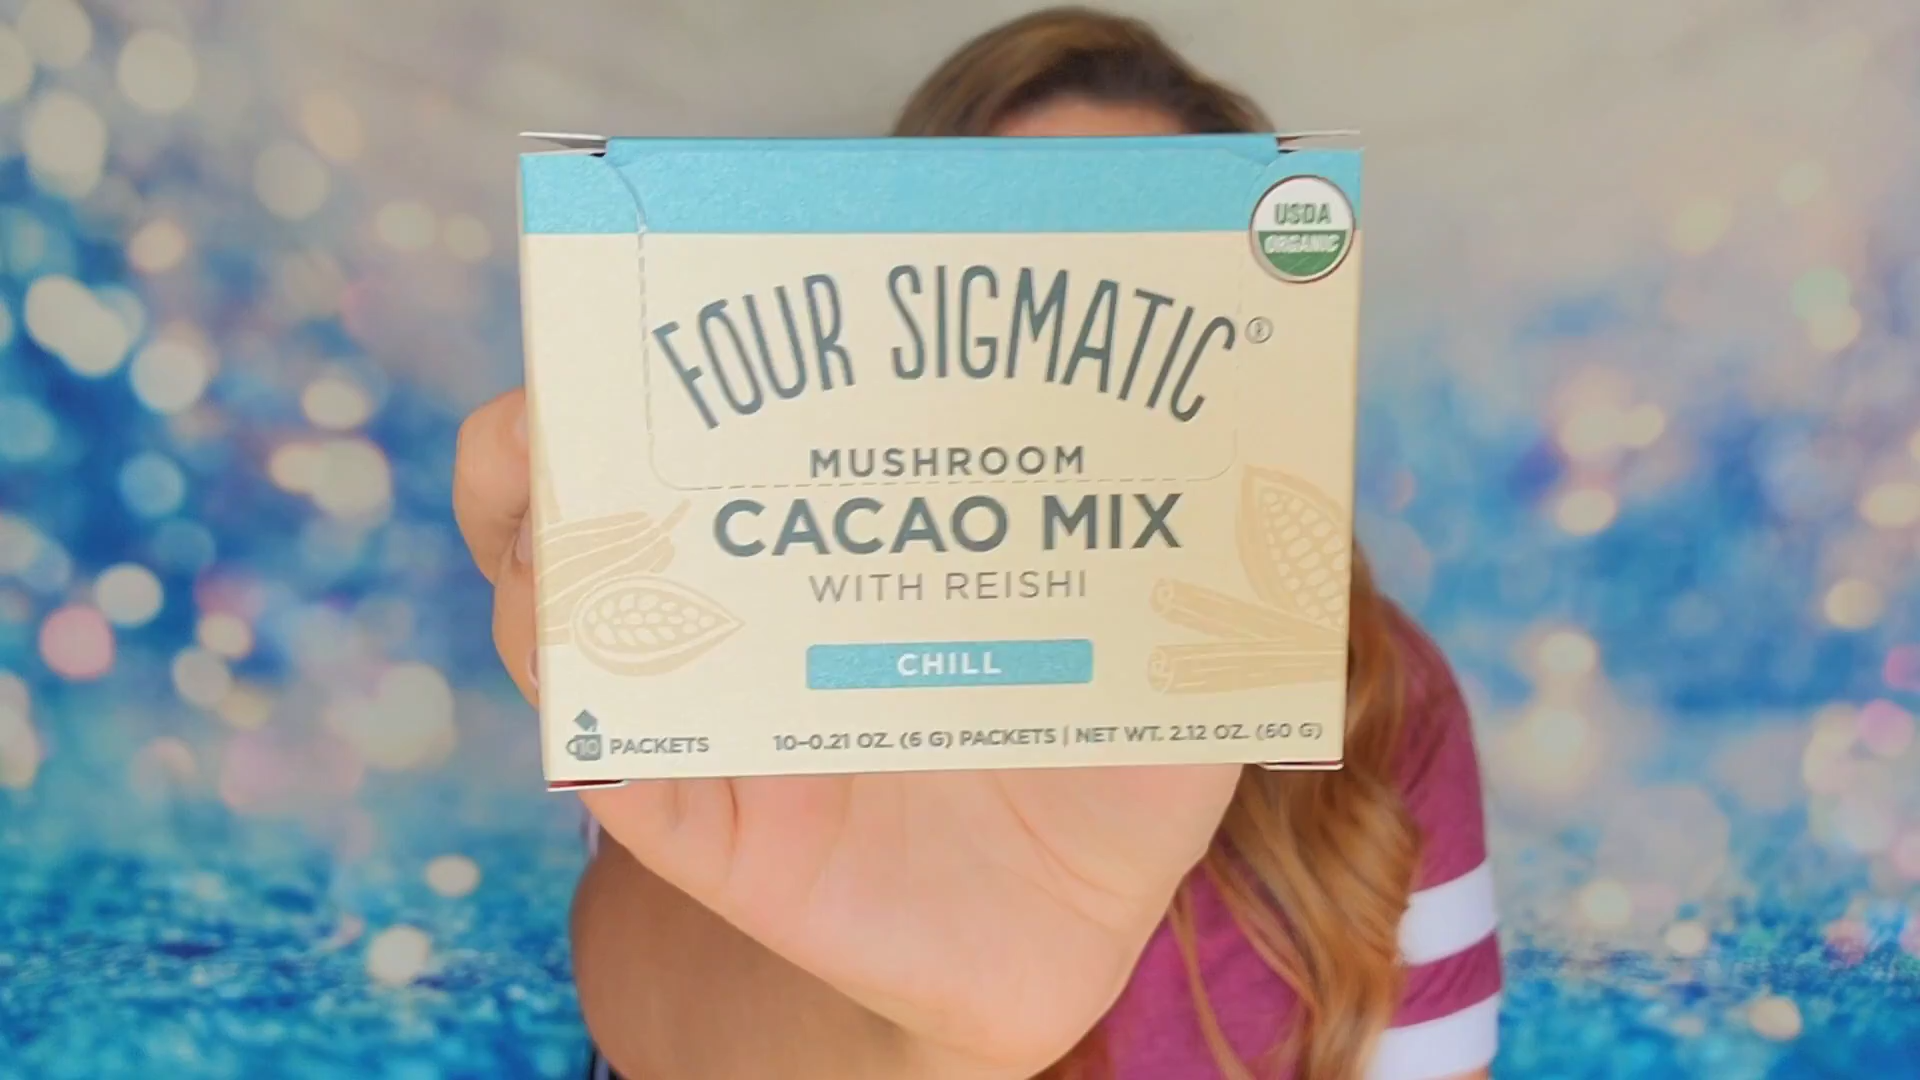 USDA
ORGANIC
FOUR SIGMATIC®
MUSHROOM
CACAO MIX
WITH REISHI
CHILL
10 PACKETS
10-0.21 OZ. (6 G) PACKETS | NET WT. 2.12 OZ. (60 G)